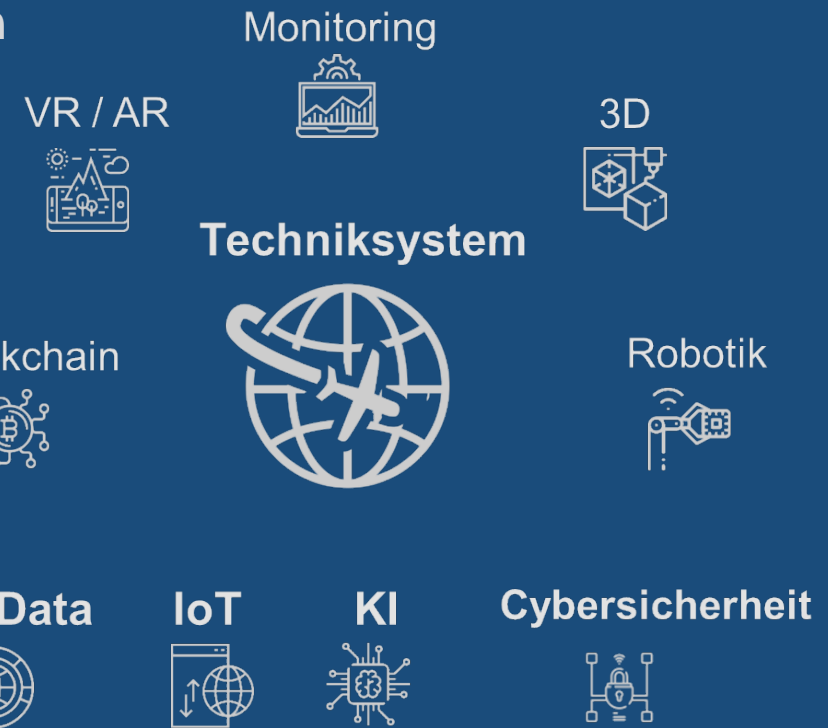 Monitoring
VR / AR
3D
Techniksystem
kchain
Robotik
Data
IoT
KI
Cybersicherheit